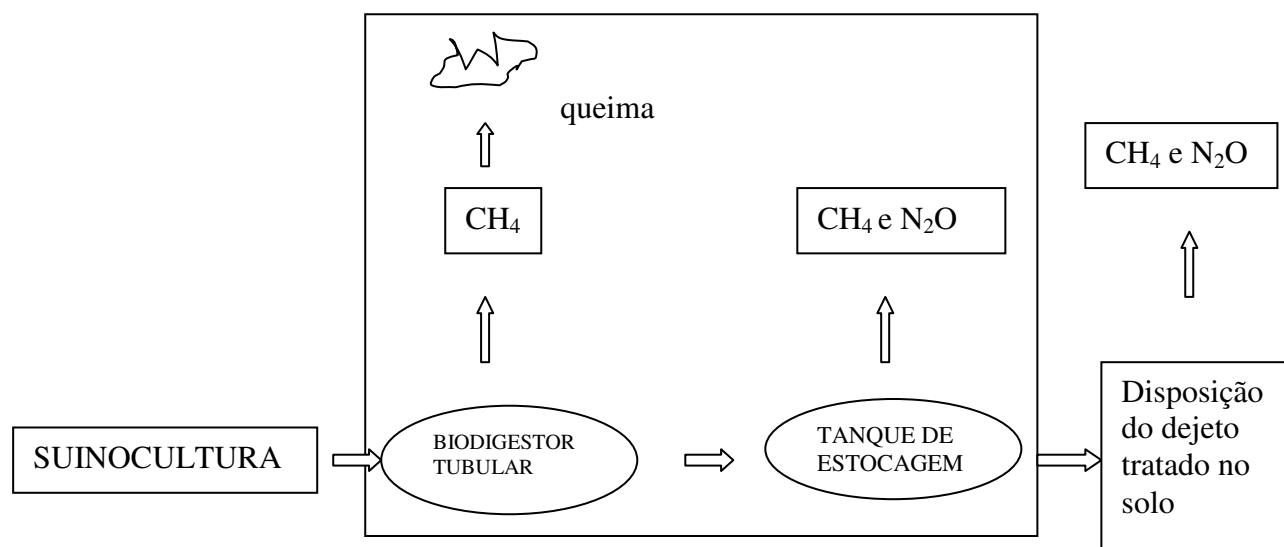 queima
CH₄ e N₂O
CH₄
CH₄ e N₂O
SUINOCULTURA
BIODIGESTOR
TUBULAR
TANQUE DE
ESTOCAGEM
Disposição
do dejeto
tratado no
solo